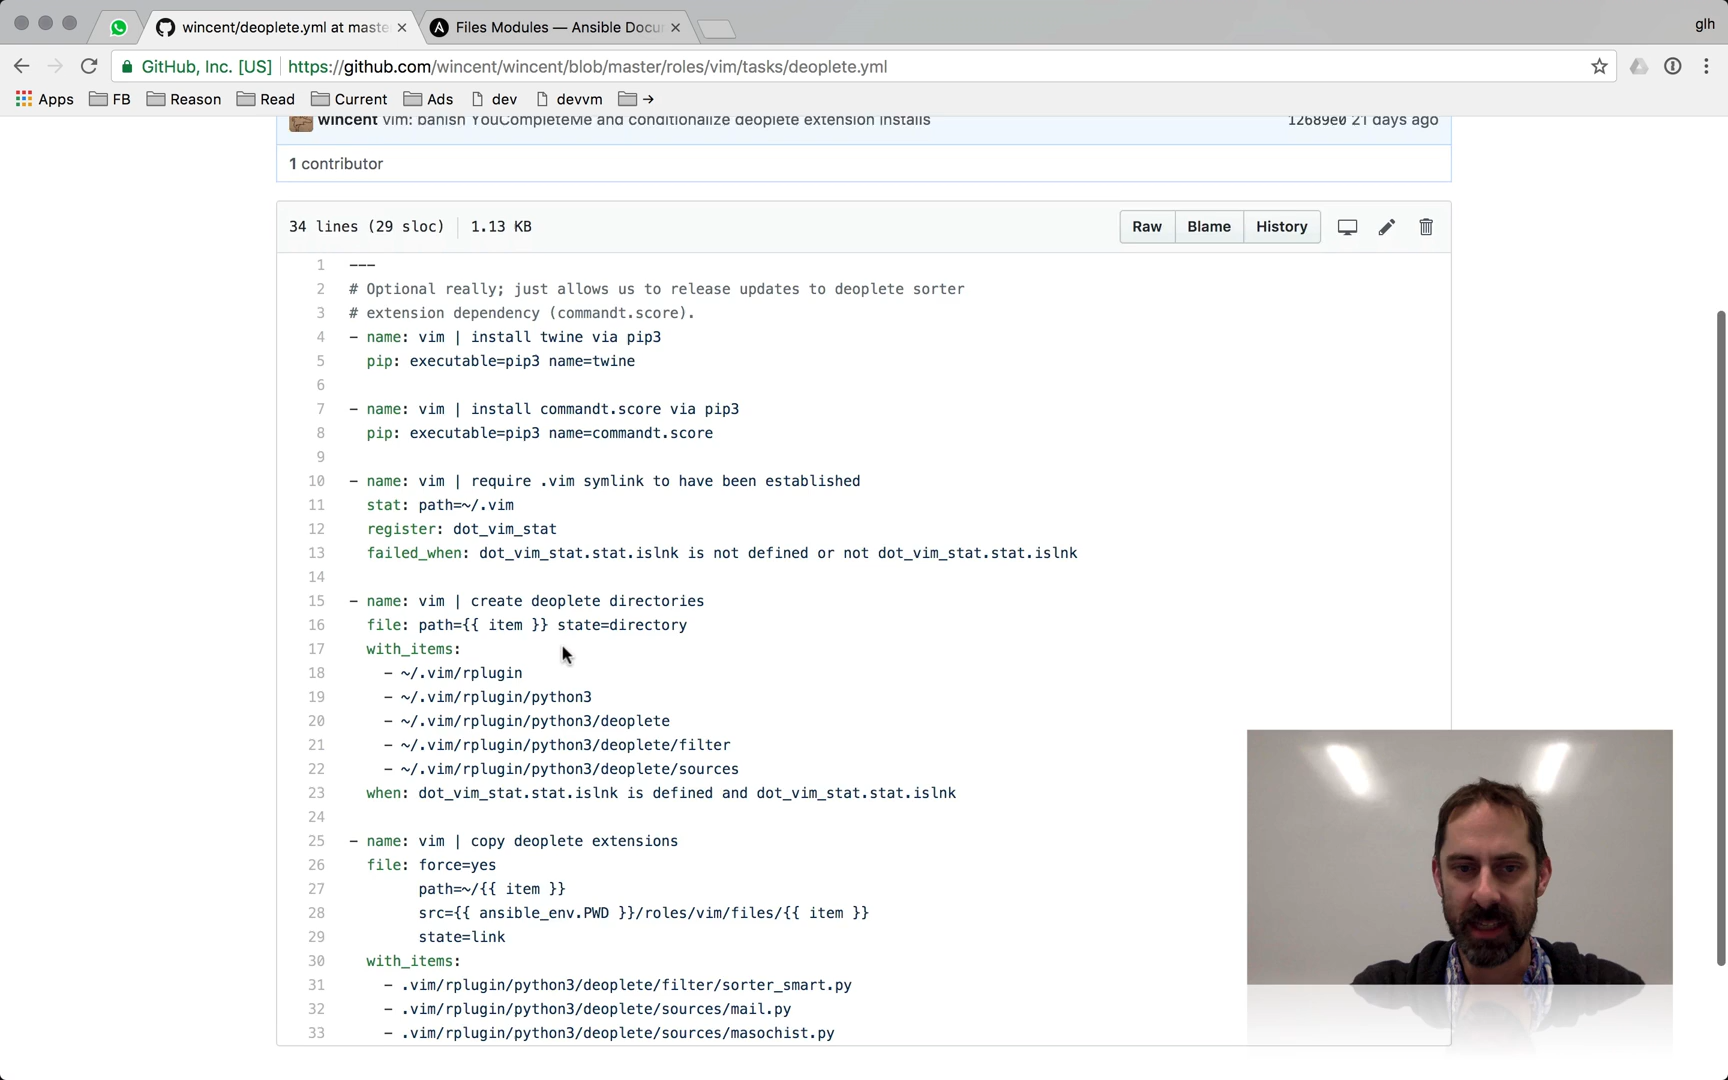 wincent/deoplete.yml at maste
Files Modules — Ansible Docu
glh
GitHub, Inc. [US] https://github.com/wincent/wincent/blob/master/roles/vim/tasks/deoplete.yml
Apps FB Reason Read Current Ads dev devvm →
wincent vim: banish YouCompleteMe and conditionalize deoplete extension installs 12689e0 21 days ago
1 contributor
34 lines (29 sloc) 1.13 KB Raw Blame History
1 ---
2 # Optional really; just allows us to release updates to deoplete sorter
3 # extension dependency (commandt.score).
4 - name: vim | install twine via pip3
5 pip: executable=pip3 name=twine
6
7 - name: vim | install commandt.score via pip3
8 pip: executable=pip3 name=commandt.score
9
10 - name: vim | require .vim symlink to have been established
11 stat: path=~/.vim
12 register: dot_vim_stat
13 failed_when: dot_vim_stat.stat.islnk is not defined or not dot_vim_stat.stat.islnk
14
15 - name: vim | create deoplete directories
16 file: path={{ item }} state=directory
17 with_items:
18 - ~/.vim/rplugin
19 - ~/.vim/rplugin/python3
20 - ~/.vim/rplugin/python3/deoplete
21 - ~/.vim/rplugin/python3/deoplete/filter
22 - ~/.vim/rplugin/python3/deoplete/sources
23 when: dot_vim_stat.stat.islnk is defined and dot_vim_stat.stat.islnk
24
25 - name: vim | copy deoplete extensions
26 file: force=yes
27 path=~/{{ item }}
28 src={{ ansible_env.PWD }}/roles/vim/files/{{ item }}
29 state=link
30 with_items:
31 - .vim/rplugin/python3/deoplete/filter/sorter_smart.py
32 - .vim/rplugin/python3/deoplete/sources/mail.py
33 - .vim/rplugin/python3/deoplete/sources/masochist.py